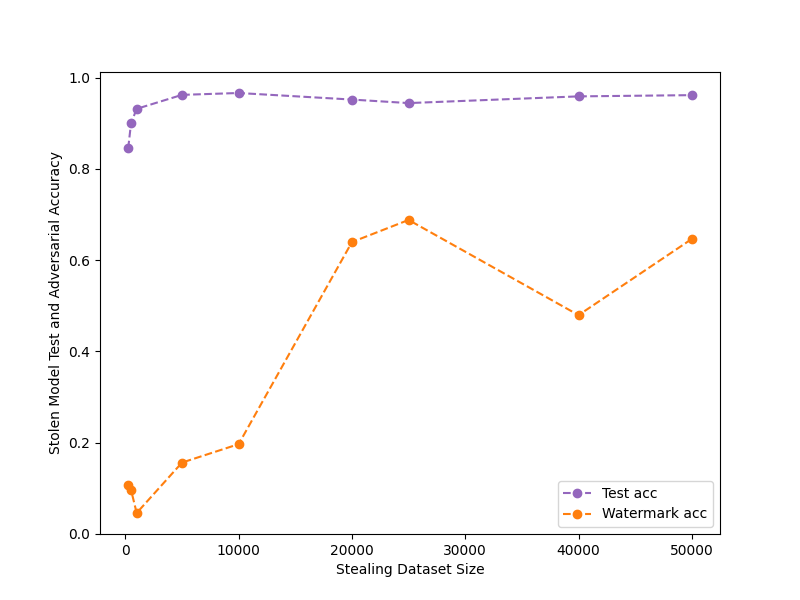 1.0
0.8
0.6
0.4
0.2
0.0
Stolen Model Test and Adversarial Accuracy
Test acc
Watermark acc
0 10000 20000 30000 40000 50000
Stealing Dataset Size